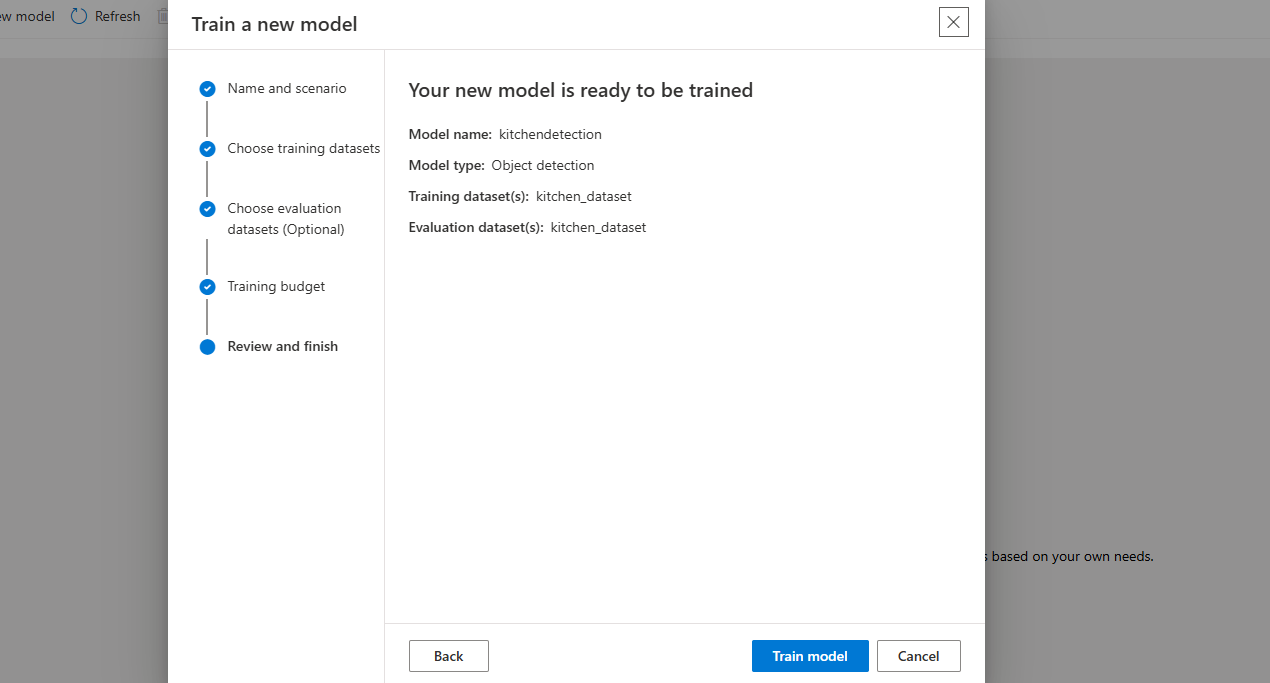 ew model Refresh
Train a new model
Name and scenario
Choose training datasets
Choose evaluation
datasets (Optional)
Training budget
Review and finish
Your new model is ready to be trained
Model name: kitchendetection
Model type: Object detection
Training dataset(s): kitchen_dataset
Evaluation dataset(s): kitchen_dataset
s based on your own needs.
Back Train model Cancel